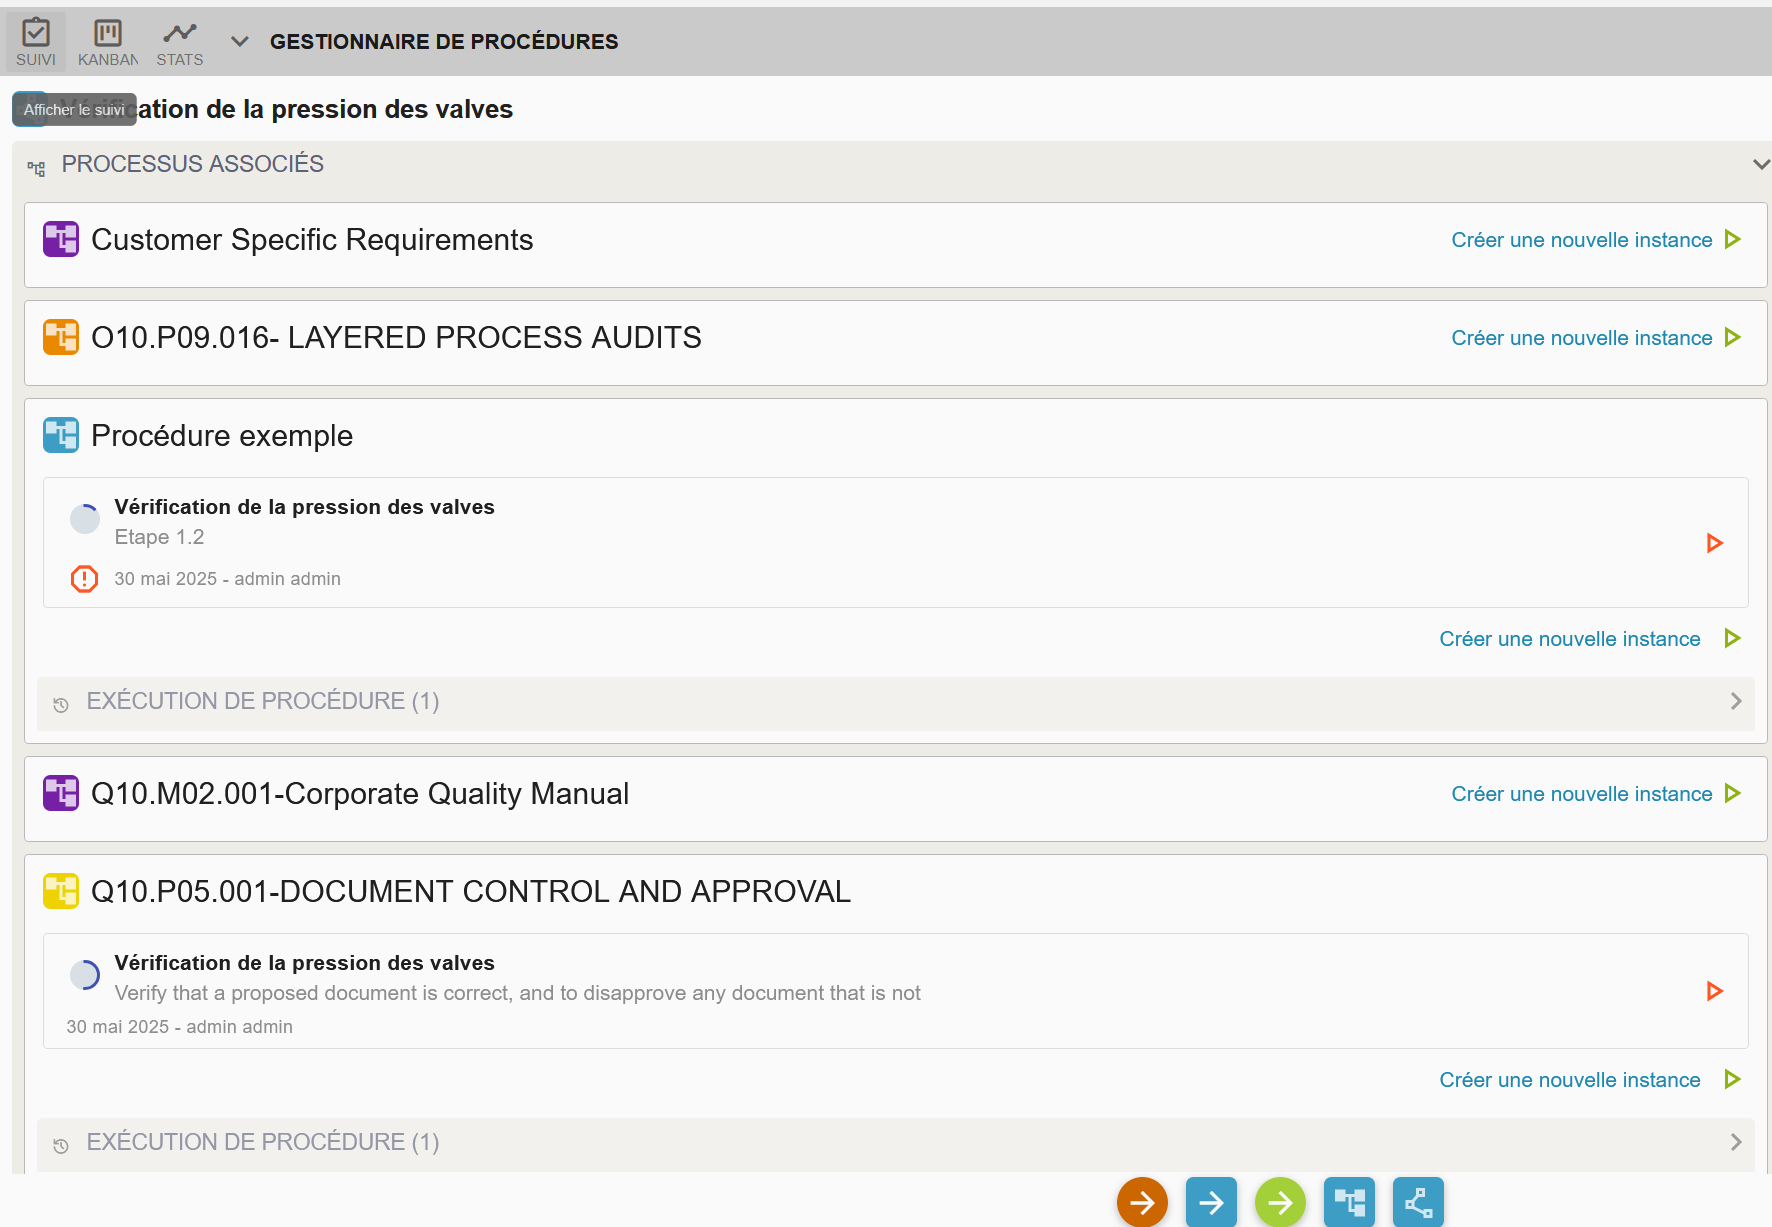 SUIVI
KANBAN
STATS
GESTIONNAIRE DE PROCÉDURES
Afficher le suivi
Vérification de la pression des valves
PROCESSUS ASSOCIÉS
Customer Specific Requirements
Créer une nouvelle instance
O10.P09.016- LAYERED PROCESS AUDITS
Créer une nouvelle instance
Procédure exemple
Vérification de la pression des valves
Etape 1.2
30 mai 2025 - admin admin
Créer une nouvelle instance
EXÉCUTION DE PROCÉDURE (1)
Q10.M02.001-Corporate Quality Manual
Créer une nouvelle instance
Q10.P05.001-DOCUMENT CONTROL AND APPROVAL
Vérification de la pression des valves
Verify that a proposed document is correct, and to disapprove any document that is not
30 mai 2025 - admin admin
Créer une nouvelle instance
EXÉCUTION DE PROCÉDURE (1)